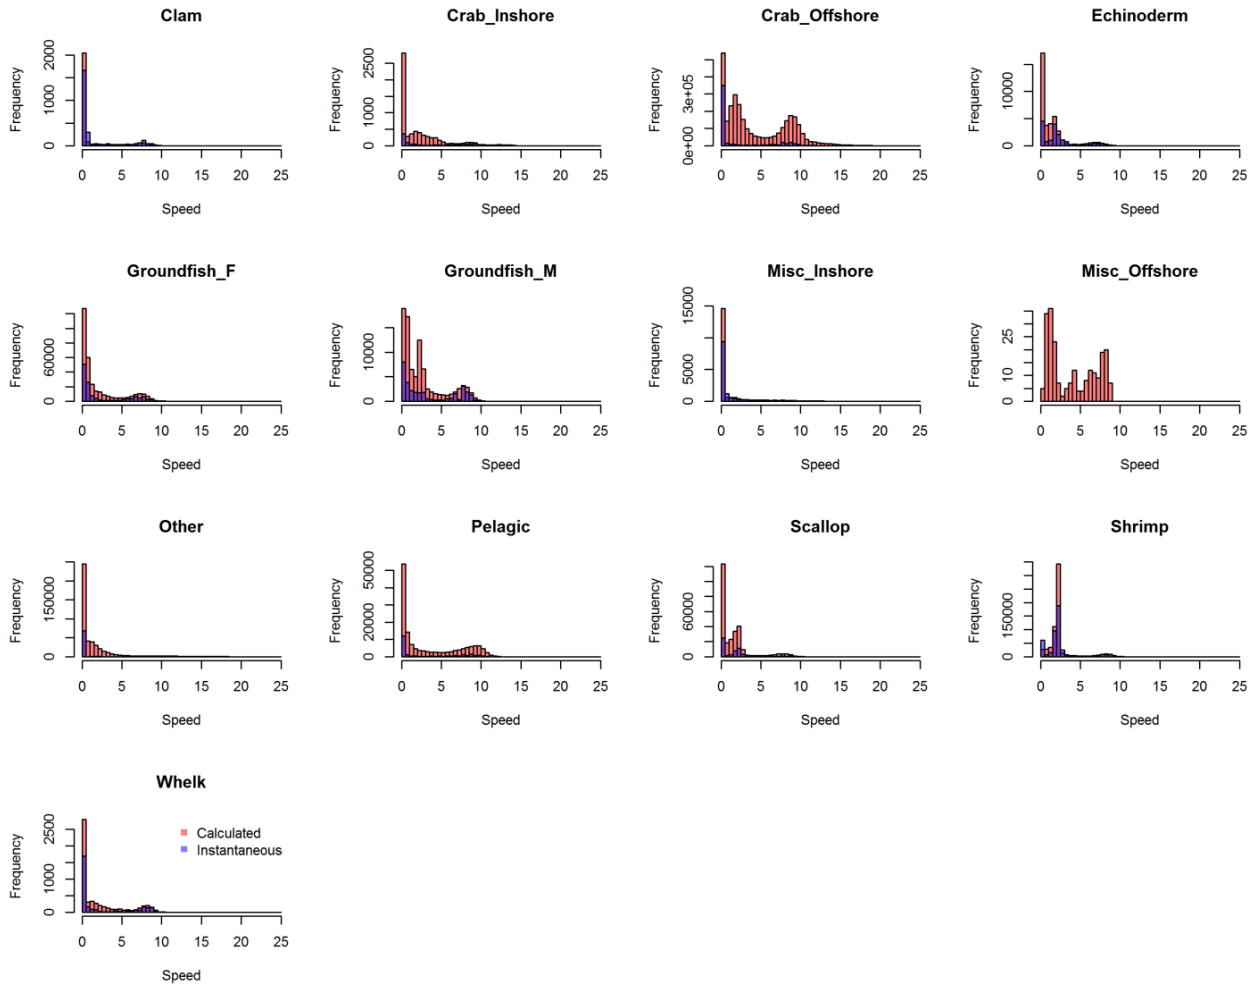 Clam
Crab_Inshore
Crab_Offshore
Echinoderm
Frequency
0 1000 2000
0 5 10 15 20 25
Speed
Frequency
0 1000 2500
0 5 10 15 20 25
Speed
Frequency
0e+00 3e+05
0 5 10 15 20 25
Speed
Frequency
0 10000
0 5 10 15 20 25
Speed
Groundfish_F
Groundfish_M
Misc_Inshore
Misc_Offshore
Frequency
0 60000
0 5 10 15 20 25
Speed
Frequency
0 10000
0 5 10 15 20 25
Speed
Frequency
0 5000 15000
0 5 10 15 20 25
Speed
Frequency
0 10 25
0 5 10 15 20 25
Speed
Other
Pelagic
Scallop
Shrimp
Frequency
0 150000
0 5 10 15 20 25
Speed
Frequency
0 20000 50000
0 5 10 15 20 25
Speed
Frequency
0 60000
0 5 10 15 20 25
Speed
Frequency
0 150000
0 5 10 15 20 25
Speed
Whelk
Frequency
0 1000 2500
Calculated
Instantaneous
0 5 10 15 20 25
Speed